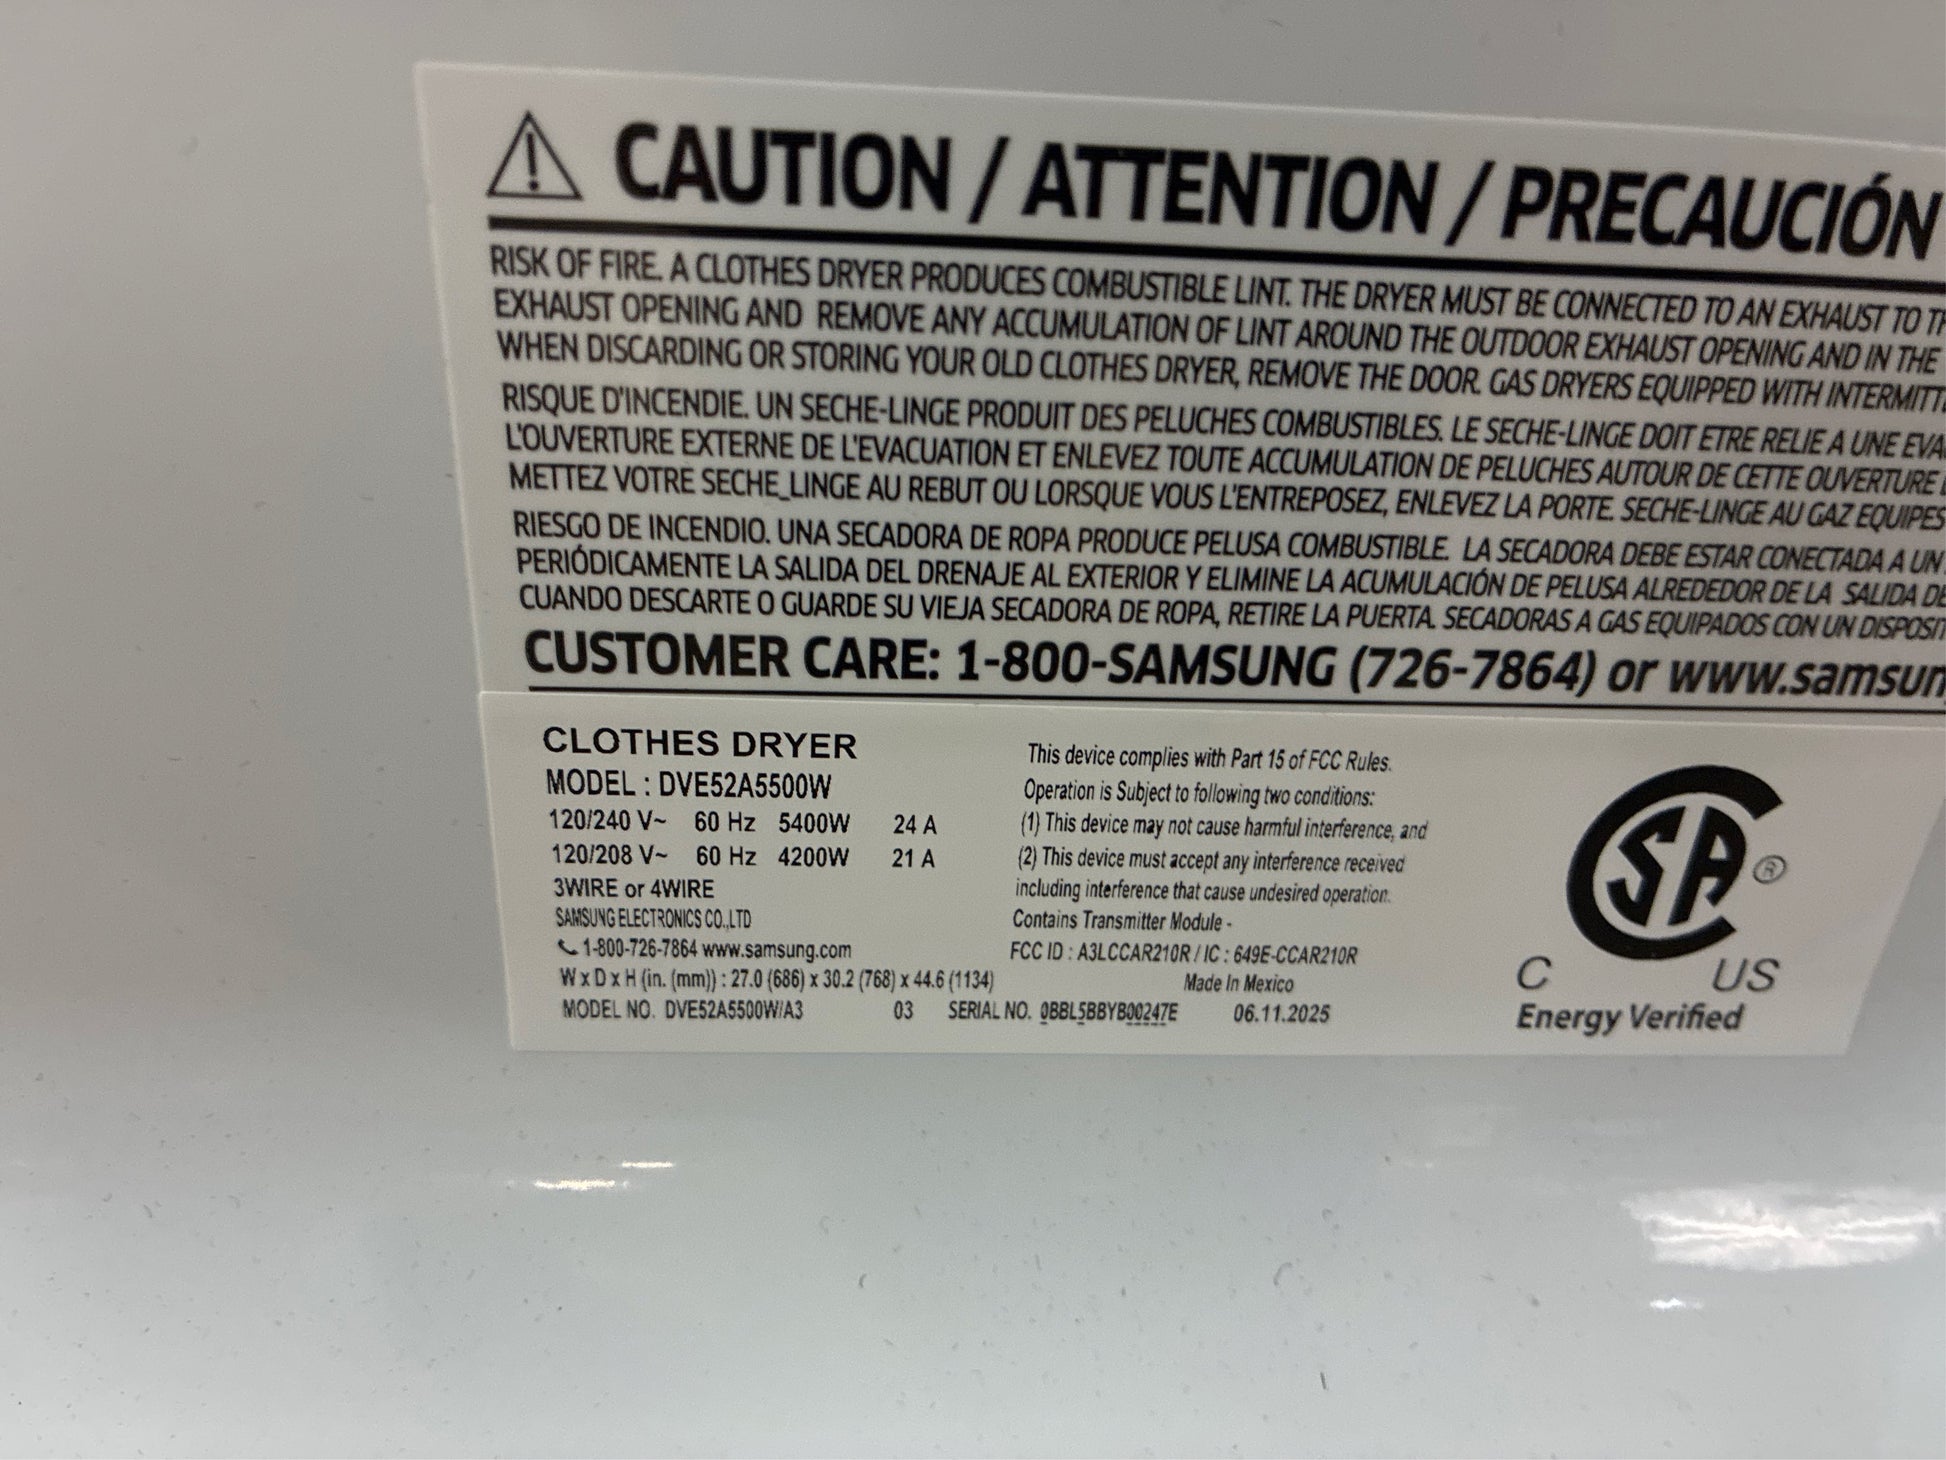 CAUTION / ATTENTION / PRECAUCIÓN
RISK OF FIRE. A CLOTHES DRYER PRODUCES COMBUSTIBLE LINT. THE DRYER MUST BE CONNECTED TO AN EXHAUST TO
EXHAUST OPENING AND REMOVE ANY ACCUMULATION OF LINT AROUND THE OUTDOOR EXHAUST OPENING AND IN THE
WHEN DISCARDING OR STORING YOUR OLD CLOTHES DRYER, REMOVE THE DOOR. GAS DRYERS EQUIPPED WITH
RISQUE D'INCENDIE. UN SECHE-LINGE PRODUIT DES PELUCHES COMBUSTIBLES. LE SECHE-LINGE DOIT ETRE RELIE A UNE
L'OUVERTURE EXTERNE DE L'EVACUATION ET ENLEVEZ TOUTE ACCUMULATION DE PELUCHES AUTOUR DE CETTE OUVERTURE
METTEZ VOTRE SECHE_LINGE AU REBUT OU LORSQUE VOUS L'ENTREPOSEZ, ENLEVEZ LA PORTE. SECHE-LINGE AU GAZ EQUIPES
RIESGO DE INCENDIO. UNA SECADORA DE ROPA PRODUCE PELUSA COMBUSTIBLE. LA SECADORA DEBE ESTAR CONECTADA A UN
PERIÓDICAMENTE LA SALIDA DEL DRENAJE AL EXTERIOR Y ELIMINE LA ACUMULACIÓN DE PELUSA ALREDEDOR DE LA SALIDA
CUANDO DESCARTE O GUARDE SU VIEJA SECADORA DE ROPA, RETIRE LA PUERTA. SECADORAS A GAS EQUIPADOS CON UN
CUSTOMER CARE: 1-800-SAMSUNG (726-7864) or www.samsun
CLOTHES DRYER
MODEL : DVE52A5500W
120/240 V~ 60 Hz 5400W 24 A
120/208 V~ 60 Hz 4200W 21 A
3WIRE or 4WIRE
SAMSUNG ELECTRONICS CO.,LTD
1-800-726-7864 www.samsung.com
W x D x H (in. (mm)) : 27.0 (686) x 30.2 (768) x 44.6 (1134)
MODEL NO. DVE52A5500W/A3 03 SERIAL NO. 0BBL5BBYB00247E 06.11.2025
This device complies with Part 15 of FCC Rules.
Operation is Subject to following two conditions:
(1) This device may not cause harmful interference, and
(2) This device must accept any interference received
including interference that cause undesired operation.
Contains Transmitter Module -
FCC ID : A3LCCAR210R / IC : 649E-CCAR210R
Made In Mexico
SA ®
C US
Energy Verified